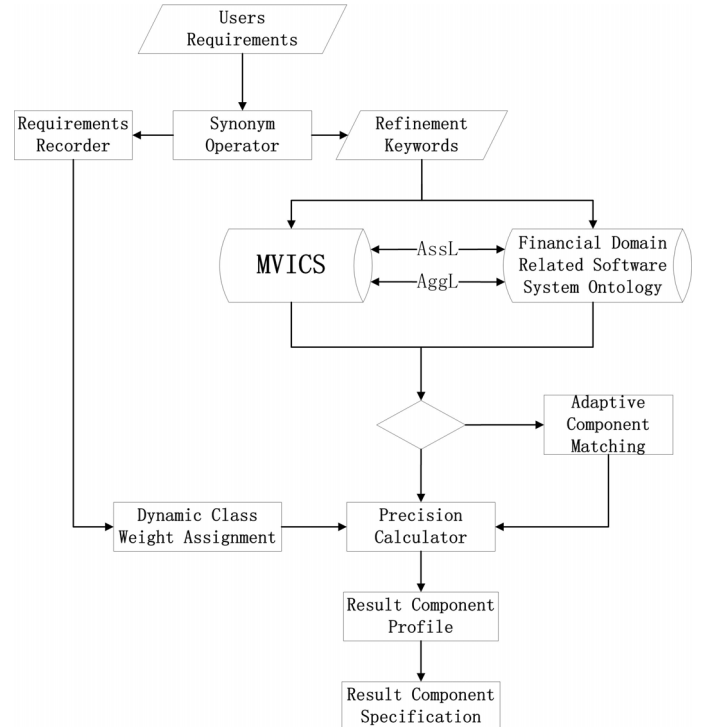 Users
Requirements
Requirements
Recorder
Synonym
Operator
Refinement
Keywords
MVICS
AssL
AggL
Financial Domain
Related Software
System Ontology
Adaptive
Component
Matching
Dynamic Class
Weight Assignment
Precision
Calculator
Result Component
Profile
Result Component
Specification